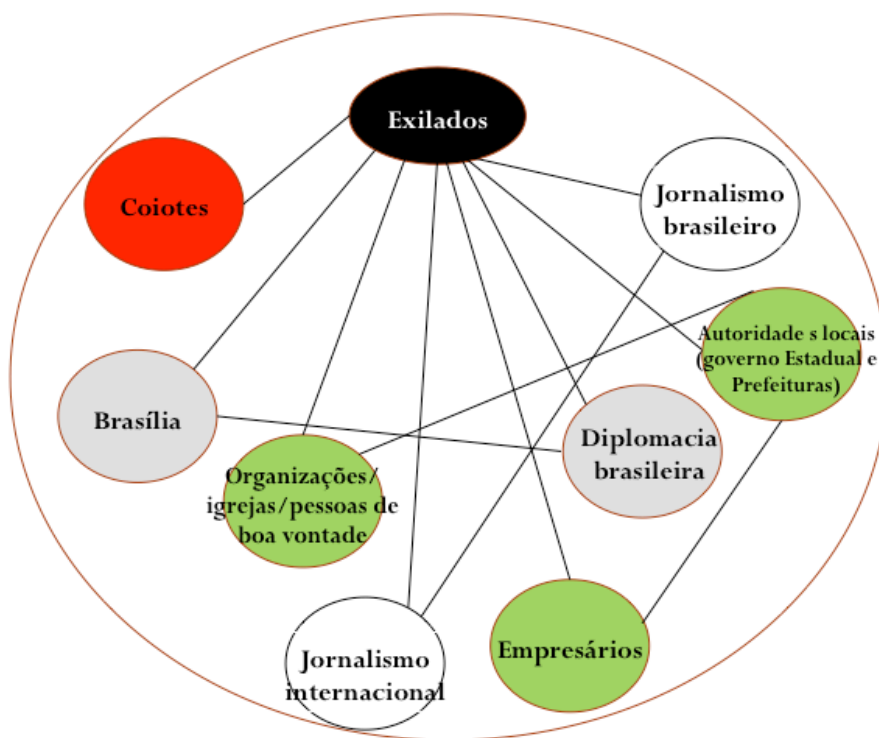 Exilados
Coiotes
Jornalismo
brasileiro
Autoridade s locais
(governo Estadual e
Prefeituras)
Brasília
Diplomacia
brasileira
Organizações/
igrejas/pessoas de
boa vontade
Empresários
Jornalismo
internacional